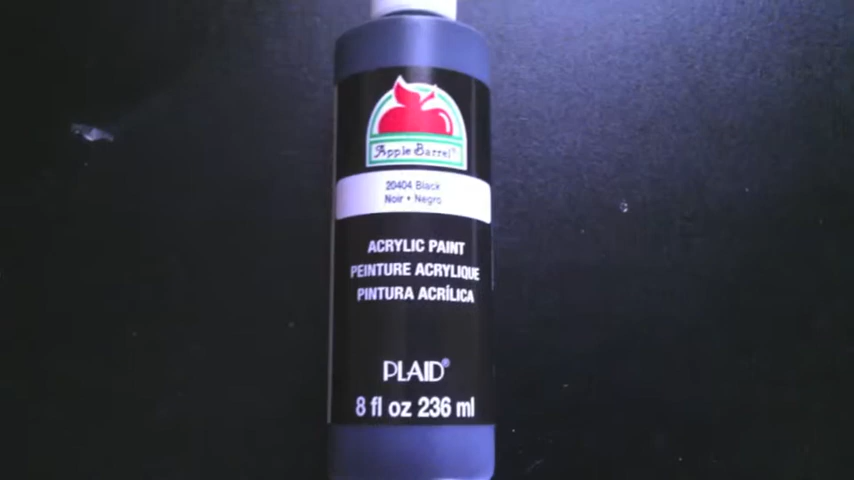 Apple Barrel
20404 Black
Noir • Negro
ACRYLIC PAINT
PEINTURE ACRYLIQUE
PINTURA ACRÍLICA
PLAID®
8 fl oz 236 ml